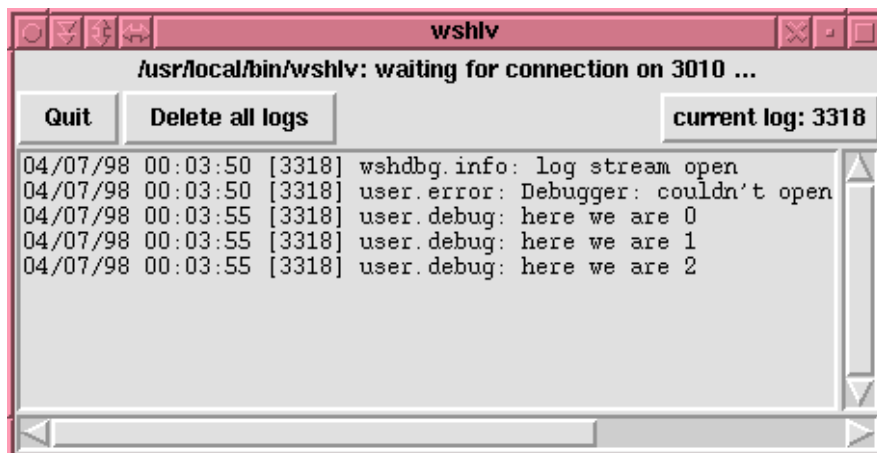 wshlv
/usr/local/bin/wshlv: waiting for connection on 3010 ...
Quit Delete all logs current log: 3318
04/07/98 00:03:50 [3318] wshdbg.info: log stream open
04/07/98 00:03:50 [3318] user.error: Debugger: couldn't open
04/07/98 00:03:55 [3318] user.debug: here we are 0
04/07/98 00:03:55 [3318] user.debug: here we are 1
04/07/98 00:03:55 [3318] user.debug: here we are 2